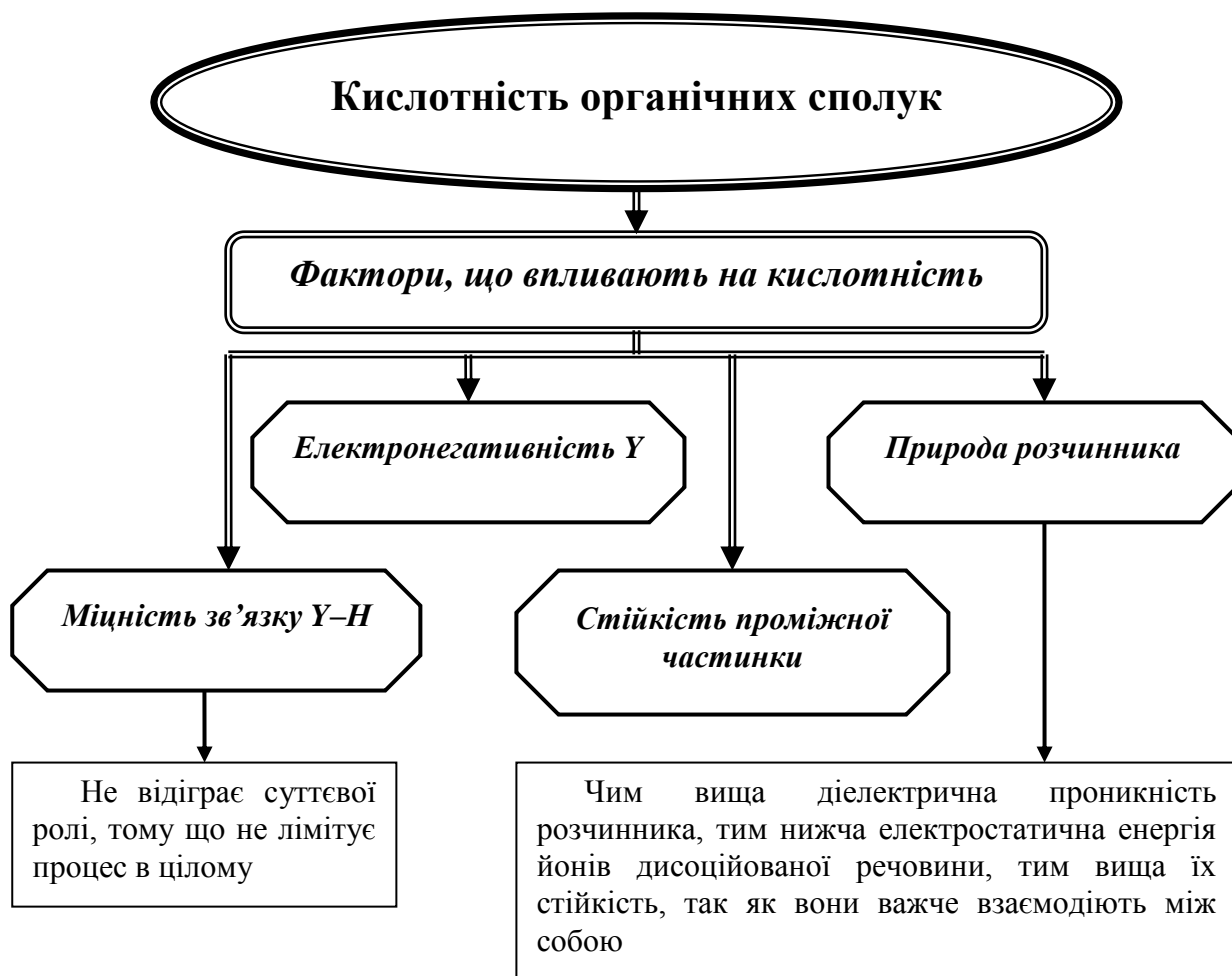 Кислотність органічних сполук
Фактори, що впливають на кислотність
Електронегативність Y
Природа розчинника
Міцність зв’язку Y–H
Стійкість проміжної
частинки
Не відіграє суттєвої
ролі, тому що не лімітує
процес в цілому
Чим вища діелектрична проникність
розчинника, тим нижча електростатична енергія
йонів дисоційованої речовини, тим вища їх
стійкість, так як вони важче взаємодіють між
собою